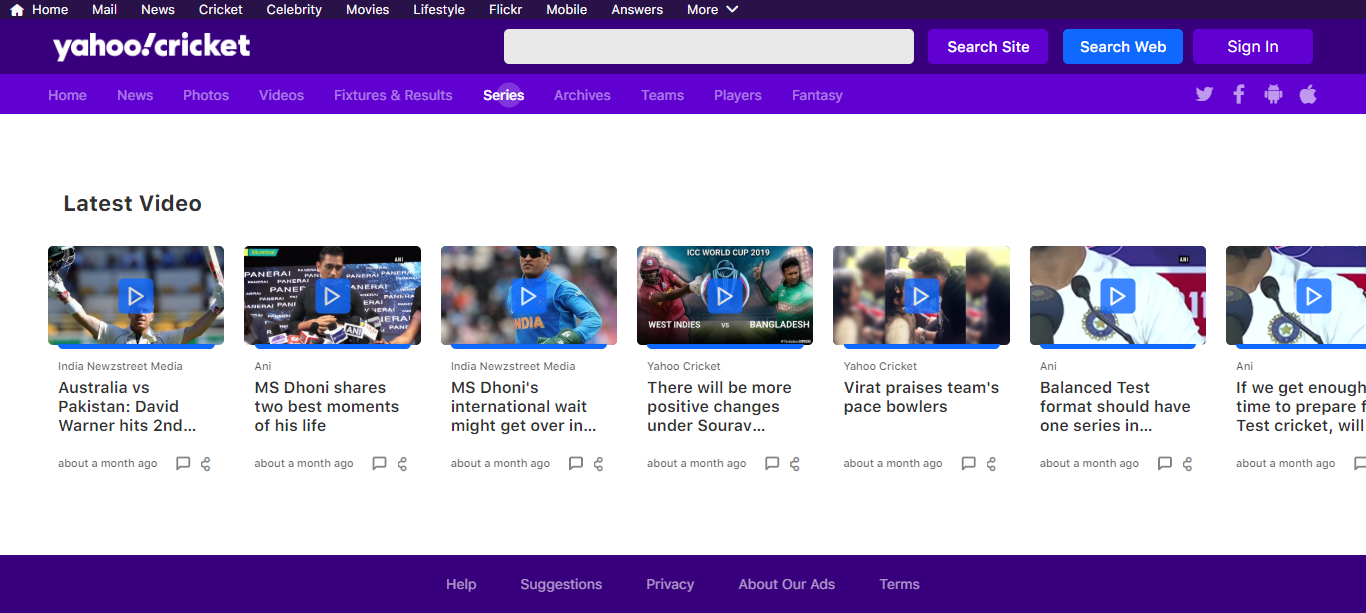 Home Mail News Cricket Celebrity Movies Lifestyle Flickr Mobile Answers More
yahoo!cricket
Search Site Search Web Sign In
Home News Photos Videos Fixtures & Results Series Archives Teams Players Fantasy
Latest Video
Mumbai
ANI
PANERAI
ANI
INDIA
ICC WORLD CUP 2019
WEST INDIES VS BANGLADESH
ANI
India Newzstreet Media
Australia vs
Pakistan: David
Warner hits 2nd...
about a month ago
Ani
MS Dhoni shares
two best moments
of his life
about a month ago
India Newzstreet Media
MS Dhoni's
international wait
might get over in...
about a month ago
Yahoo Cricket
There will be more
positive changes
under Sourav...
about a month ago
Yahoo Cricket
Virat praises team's
pace bowlers
about a month ago
Ani
Balanced Test
format should have
one series in...
about a month ago
Ani
If we get enough
time to prepare f
Test cricket, will
about a month ago
Help Suggestions Privacy About Our Ads Terms